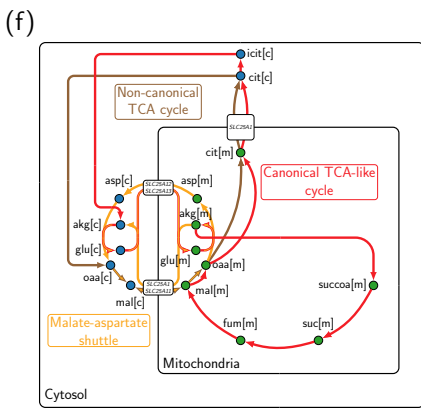 (f)
icit[c]
cit[c]
Non-canonical
TCA cycle
SLC25A1
cit[m]
Canonical TCA-like
cycle
asp[c]
SLC25A12
SLC25A13
asp[m]
akg[c]
akg[m]
glu[c]
glu[m]
oaa[c]
oaa[m]
SLC25A1
SLC25A11
mal[c]
mal[m]
succoa[m]
Malate-aspartate
shuttle
fum[m]
suc[m]
Mitochondria
Cytosol